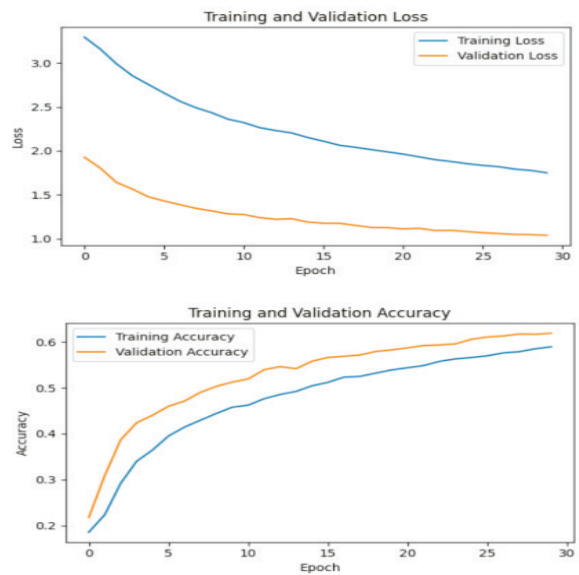 Training and Validation Loss
Training Loss
Validation Loss
3.0
2.5
2.0
1.5
1.0
Loss
0 5 10 15 20 25 30
Epoch
Training and Validation Accuracy
Training Accuracy
Validation Accuracy
0.6
0.5
0.4
0.3
0.2
Accuracy
0 5 10 15 20 25 30
Epoch